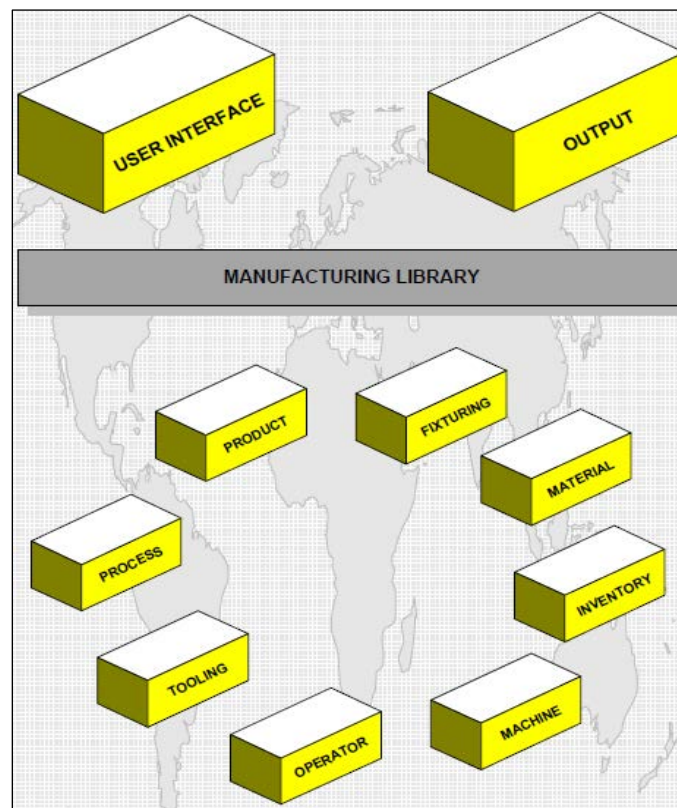 USER INTERFACE
OUTPUT
MANUFACTURING LIBRARY
PRODUCT
FIXTURING
MATERIAL
PROCESS
INVENTORY
TOOLING
OPERATOR
MACHINE